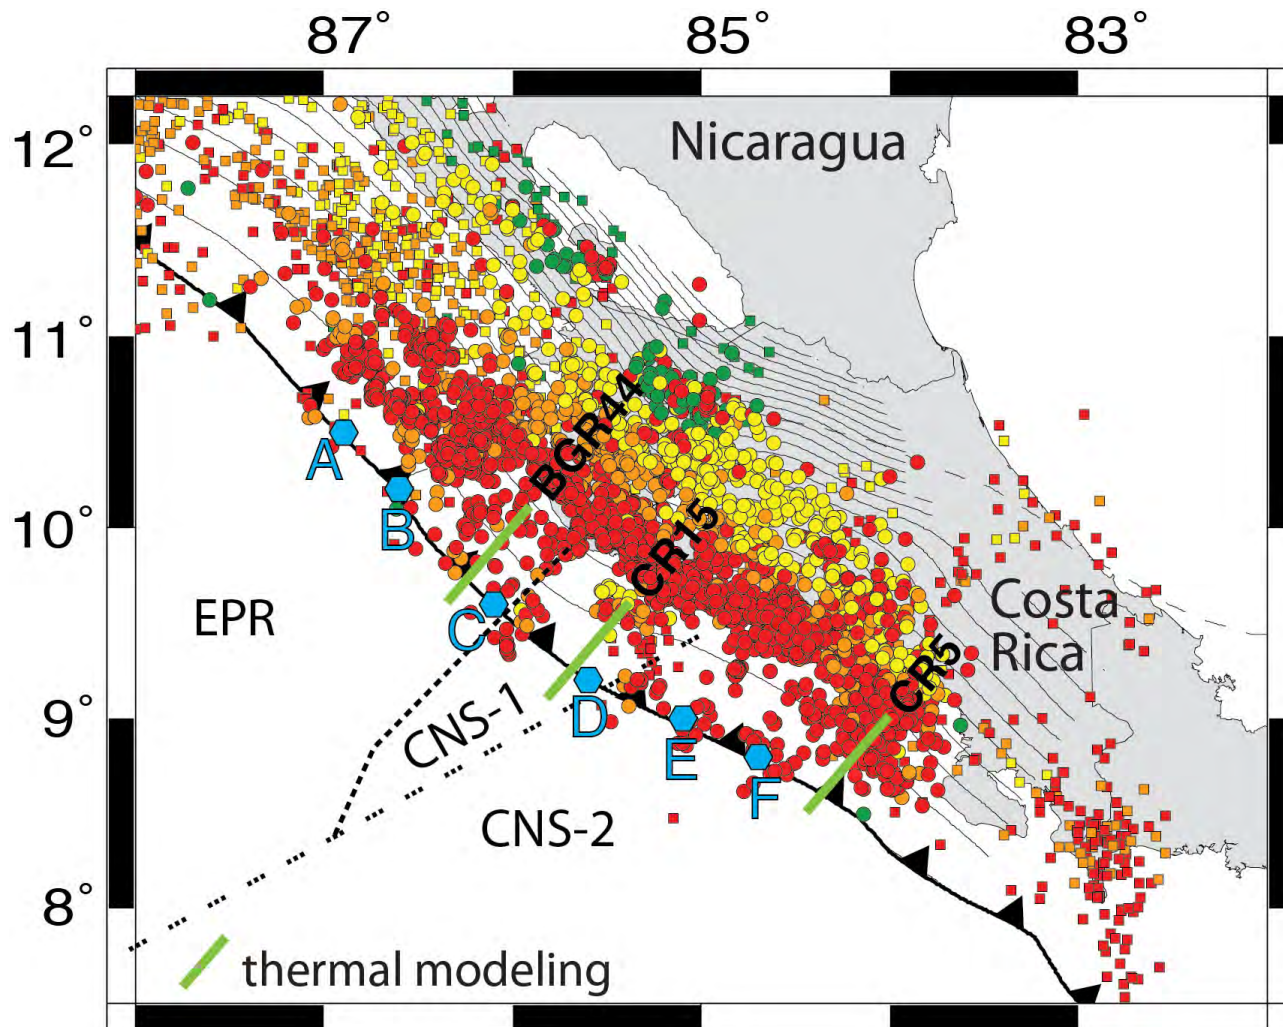 87°
85°
83°
12°
Nicaragua
11°
BGR44
A
10°
B
CR15
EPR
C
Costa
Rica
CR5
9°
CNS-1
D
E
F
CNS-2
8°
thermal modeling